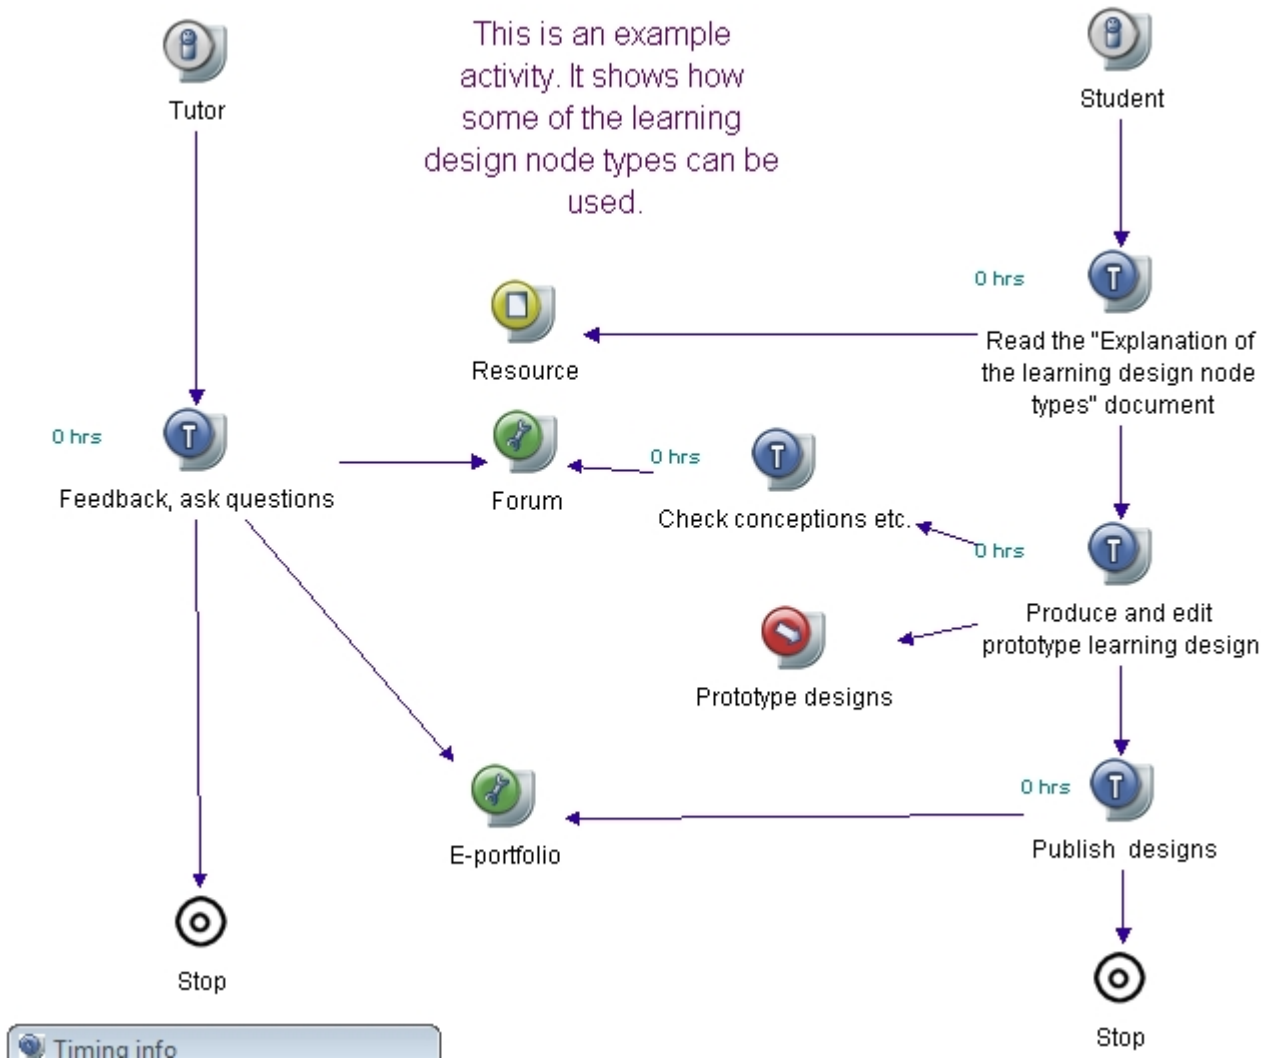 This is an example
activity. It shows how
some of the learning
design node types can be
used.
Tutor
Student
0 hrs
Read the "Explanation of
the learning design node
types" document
Resource
0 hrs
Feedback, ask questions
Forum
0 hrs
Check conceptions etc.
0 hrs
Produce and edit
prototype learning design
Prototype designs
0 hrs
Publish designs
E-portfolio
Stop
Stop
Timing info